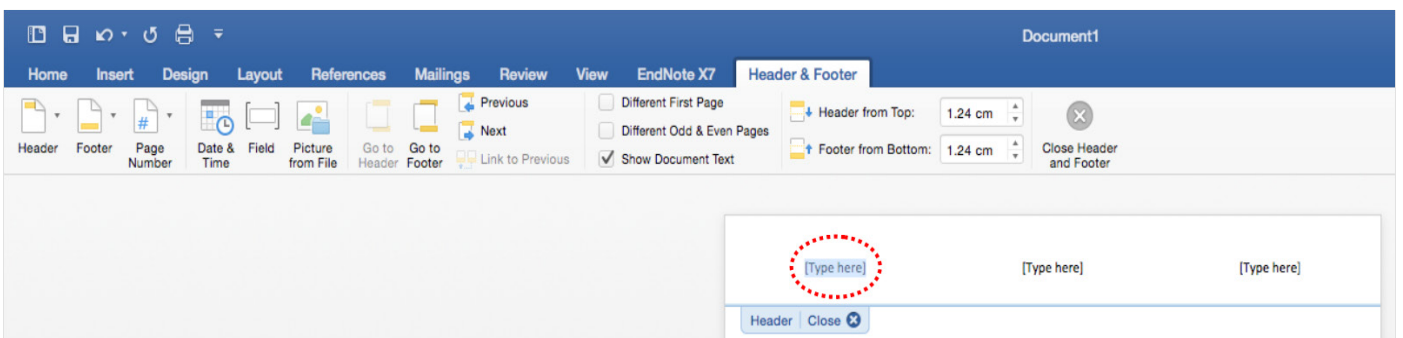 Document1
Home Insert Design Layout References Mailings Review View EndNote X7 Header & Footer
Header
Footer
#
Page
Number
Date &
Time
Field
Picture
from File
Go to
Header
Go to
Footer
Previous
Next
Link to Previous
Different First Page
Different Odd & Even Pages
Show Document Text
Header from Top: 1.24 cm
Footer from Bottom: 1.24 cm
Close Header
and Footer
[Type here] [Type here] [Type here]
Header Close